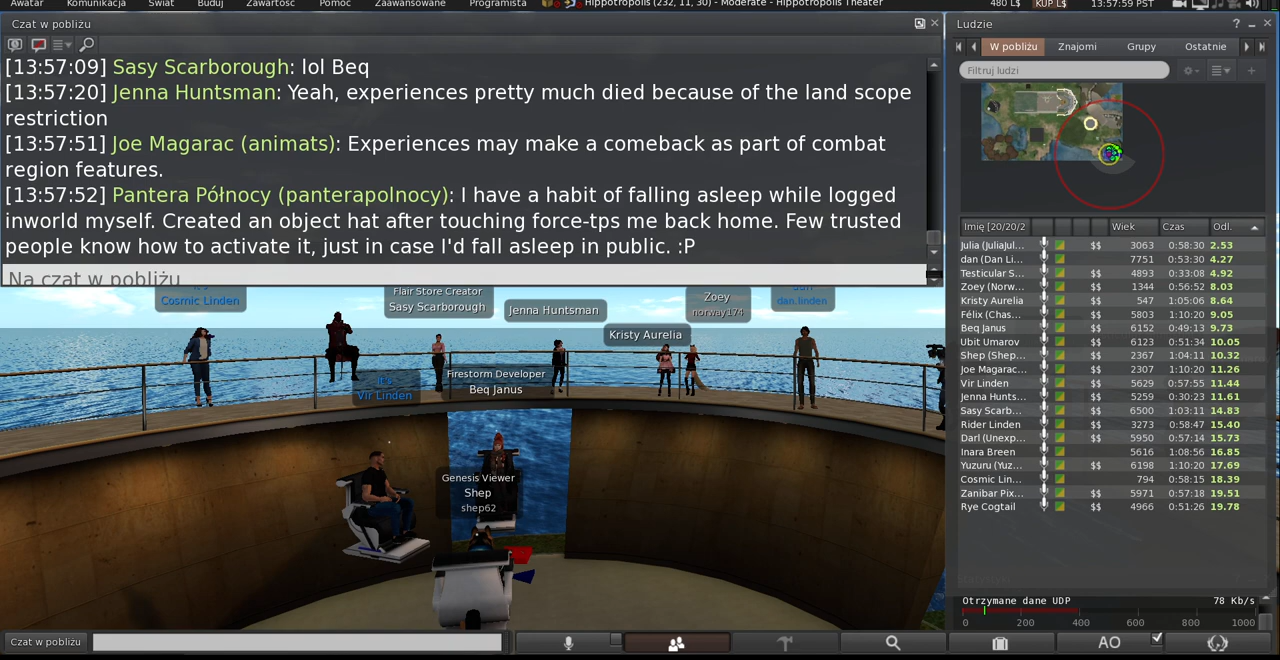 Awatar Komunikacja Świat Buduj Zawartość Pomoc Zaawansowane Programista Hippotropolis (232, 11, 30) - Moderate - Hippotropolis Theater 480 L$ KUP L$ 13:57:59 PST
Czat w pobliżu
[13:57:09] Sasy Scarborough: lol Beq
[13:57:20] Jenna Huntsman: Yeah, experiences pretty much died because of the land scope
restriction
[13:57:51] Joe Magarac (animats): Experiences may make a comeback as part of combat
region features.
[13:57:52] Pantera Północy (panterapolnocy): I have a habit of falling asleep while logged
inworld myself. Created an object hat after touching force-tps me back home. Few trusted
people know how to activate it, just in case I'd fall asleep in public. :P
Na czat w pobliżu
Cosmic Linden
Flair Store Creator
Sasy Scarborough
Jenna Huntsman
Zoey
norway174
dan.linden
Kristy Aurelia
Vir Linden
Firestorm Developer
Beq Janus
Genesis Viewer
Shep
shep62
Ludzie
W pobliżu Znajomi Grupy Ostatnie
Filtruj ludzi
Imię [20/20/2 Wiek Czas Odl.
Julia (JuliaJul... $$ 3063 0:58:30 2.53
dan (Dan Li... 7751 0:53:30 4.27
Testicular S... $$ 4893 0:33:08 4.92
Zoey (Norw... $$ 1344 0:56:52 8.03
Kristy Aurelia 547 1:05:06 8.64
Félix (Chas... $$ 5803 1:10:20 9.05
Beq Janus $$ 6152 0:49:13 9.73
Ubit Umarov $$ 6123 0:51:34 10.05
Shep (Shep... $$ 2367 1:04:11 10.32
Joe Magarac... $$ 2307 1:10:20 11.26
Vir Linden $$ 5629 0:57:55 11.44
Jenna Hunts... $$ 5259 0:30:23 11.61
Sasy Scarb... $$ 6500 1:03:11 14.83
Rider Linden $$ 3273 0:58:47 15.40
Darl (Unexp... $$ 5950 0:57:14 15.73
Inara Breen 5616 1:08:56 16.85
Yuzuru (Yuz... $$ 6198 1:10:20 17.69
Cosmic Lin... 794 0:58:15 18.39
Zanibar Pix... $$ 5971 0:57:18 19.51
Rye Cogtail $$ 4966 0:51:26 19.78
Otrzymane dane UDP 78 Kb/s
0 200 400 600 800 1000
Czat w pobliżu
AO